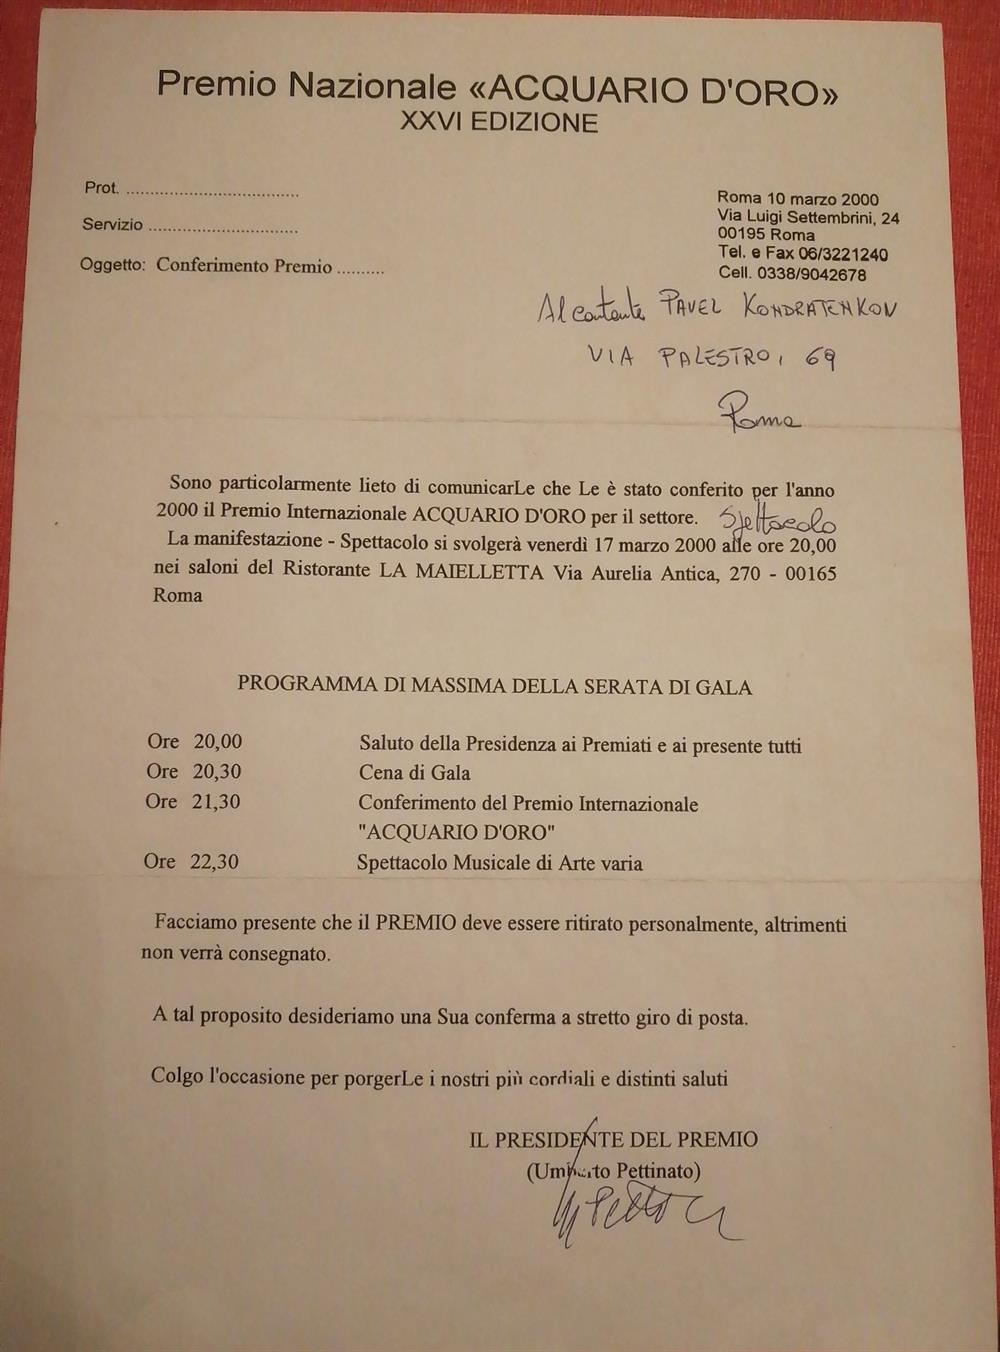 Premio Nazionale «ACQUARIO D'ORO»
XXVI EDIZIONE
Prot. ...................................
Servizio ..............................
Oggetto: Conferimento Premio ..........
Roma 10 marzo 2000
Via Luigi Settembrini, 24
00195 Roma
Tel. e Fax 06/3221240
Cell. 0338/9042678
Al cantante PAVEL KONDRATENKOV
VIA PALESTRO, 69
Roma
Sono particolarmente lieto di comunicarLe che Le è stato conferito per l'anno
2000 il Premio Internazionale ACQUARIO D'ORO per il settore. Spettacolo
La manifestazione - Spettacolo si svolgerà venerdì 17 marzo 2000 alle ore 20,00
nei saloni del Ristorante LA MAIELLETTA Via Aurelia Antica, 270 - 00165
Roma
PROGRAMMA DI MASSIMA DELLA SERATA DI GALA
Ore 20,00 Saluto della Presidenza ai Premiati e ai presente tutti
Ore 20,30 Cena di Gala
Ore 21,30 Conferimento del Premio Internazionale
"ACQUARIO D'ORO"
Ore 22,30 Spettacolo Musicale di Arte varia
Facciamo presente che il PREMIO deve essere ritirato personalmente, altrimenti
non verrà consegnato.
A tal proposito desideriamo una Sua conferma a stretto giro di posta.
Colgo l'occasione per porgerLe i nostri più cordiali e distinti saluti
IL PRESIDENTE DEL PREMIO
(Umberto Pettinato)